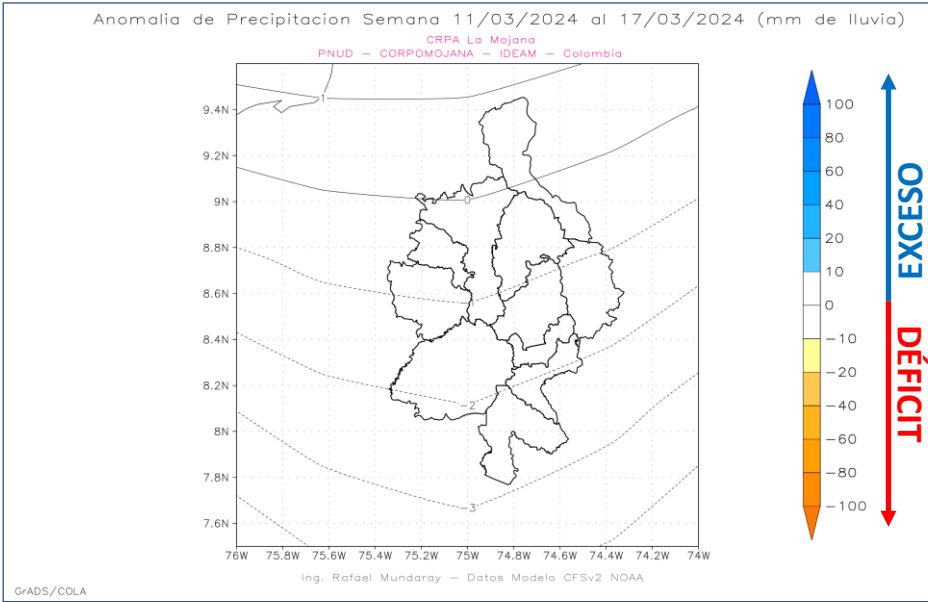 Anomalia de Precipitacion Semana 11/03/2024 al 17/03/2024 (mm de lluvia)
CRPA La Mojana
PNUD – CORPOMOJANA – IDEAM – Colombia
9.4N
9.2N
9N
8.8N
8.6N
8.4N
8.2N
8N
7.8N
7.6N
1
0
-2
-3
76W 75.8W 75.6W 75.4W 75.2W 75W 74.8W 74.6W 74.4W 74.2W 74W
100
80
60
40
20
10
0
-10
-20
-40
-60
-80
-100
EXCESO
DÉFICIT
Ing. Rafael Mundaray – Datos Modelo CFSv2 NOAA
GrADS/COLA